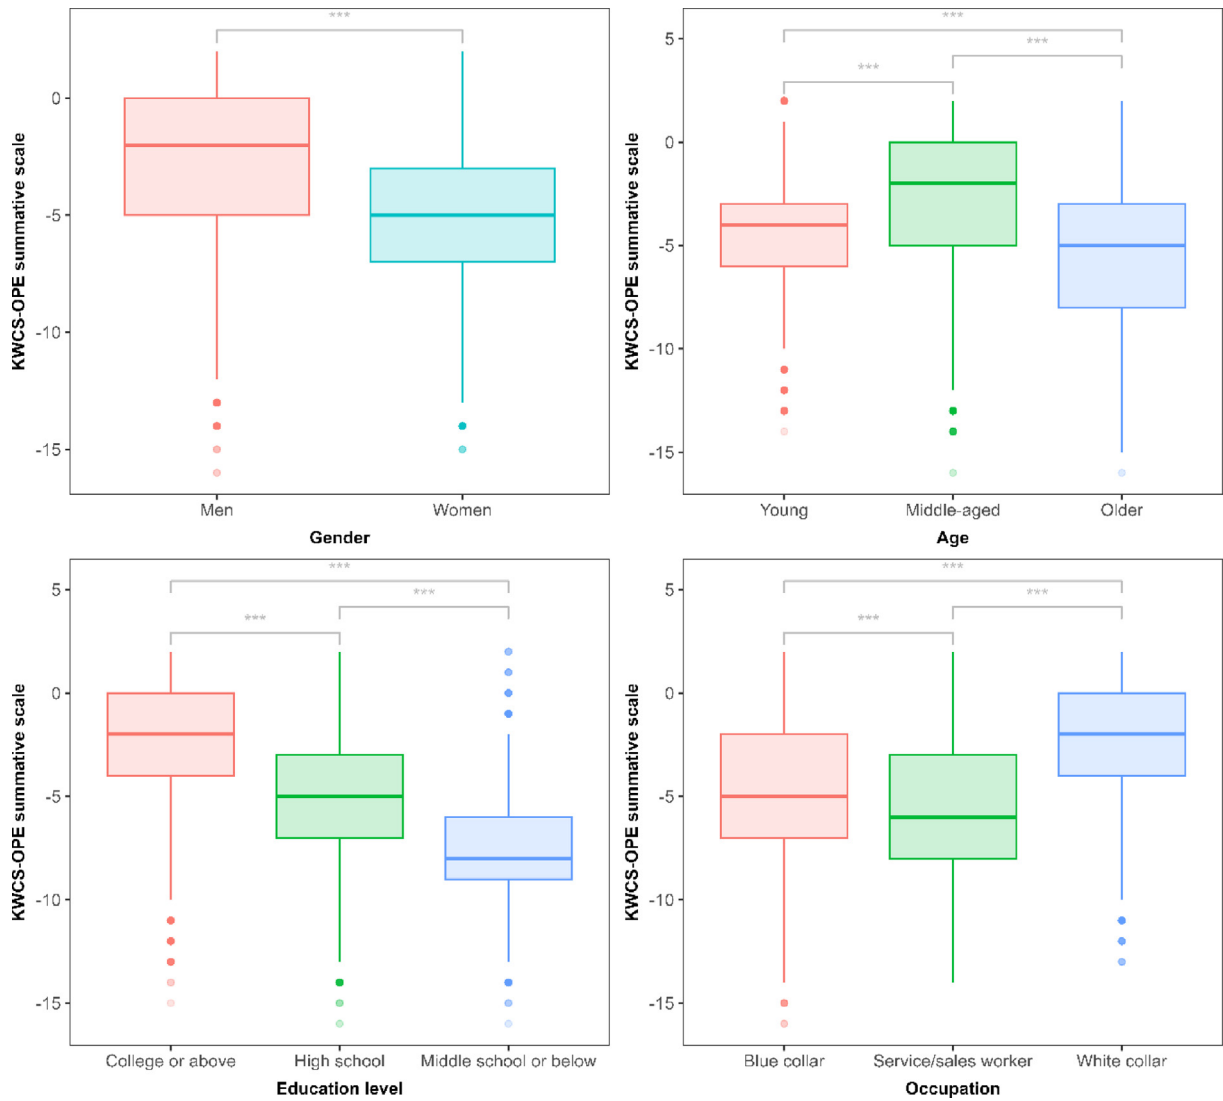 ***
KWCS-OPE summative scale
0
-5
-10
-15
Men Women
Gender
***
***
***
KWCS-OPE summative scale
5
0
-5
-10
-15
Young Middle-aged Older
Age
***
***
***
KWCS-OPE summative scale
5
0
-5
-10
-15
College or above High school Middle school or below
Education level
***
***
***
KWCS-OPE summative scale
5
0
-5
-10
-15
Blue collar Service/sales worker White collar
Occupation